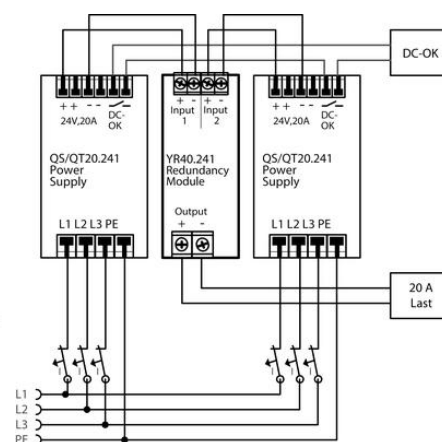 DC-OK
+ + - -
24V,20A
DC-
OK
QS/QT20.241
Power
Supply
L1 L2 L3 PE
+ - + -
Input
1
Input
2
YR40.241
Redundancy
Module
Output
+ -
+ + - -
24V,20A
DC-
OK
QS/QT20.241
Power
Supply
L1 L2 L3 PE
20 A
Last
I I I
I I I
L1
L2
L3
PE